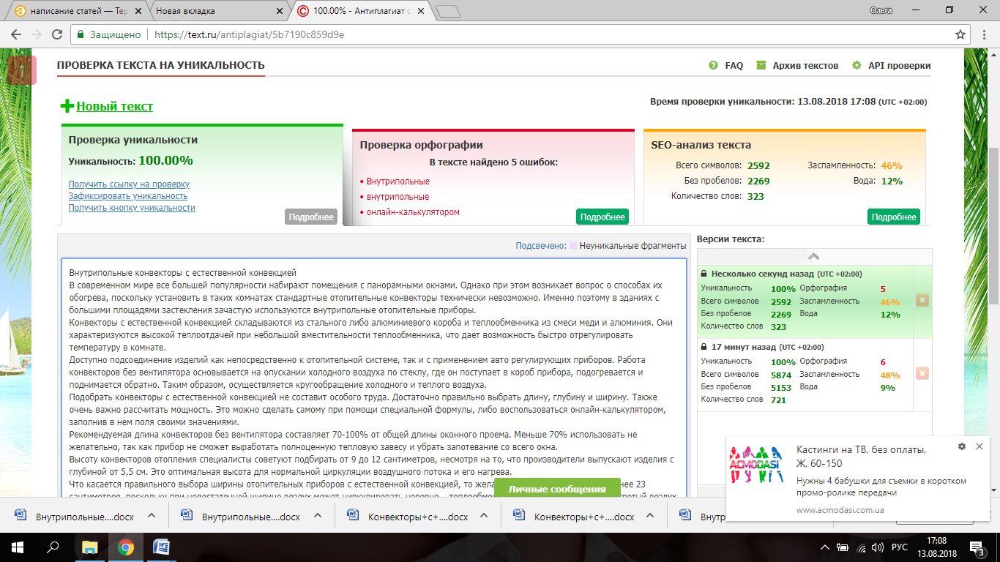 написание статей — Тер
Новая вкладка
100.00% - Антиплагиат о
Ольга
Защищено
https://text.ru/antiplagiat/5b7190c859d9e
ПРОВЕРКА ТЕКСТА НА УНИКАЛЬНОСТЬ
FAQ
Архив текстов
API проверки
Новый текст
Время проверки уникальности: 13.08.2018 17:08 (UTC +02:00)
Проверка уникальности
Уникальность: 100.00%
Получить ссылку на проверку
Зафиксировать уникальность
Получить кнопку уникальности
Подробнее
Проверка орфографии
В тексте найдено 5 ошибок:
• Внутрипольные
• внутрипольные
• онлайн-калькулятором
Подробнее
SEO-анализ текста
Всего символов: 2592 Заспамленность: 46%
Без пробелов: 2269 Вода: 12%
Количество слов: 323
Подробнее
Подсвечено: Неуникальные фрагменты
Внутрипольные конвекторы с естественной конвекцией
В современном мире все большей популярности набирают помещения с панорамными окнами. Однако при этом возникает вопрос о способах их
обогрева, поскольку установить в таких комнатах стандартные отопительные конвекторы технически невозможно. Именно поэтому в зданиях с
большими площадями застекления зачастую используются внутрипольные отопительные приборы.
Конвекторы с естественной конвекцией складываются из стального либо алюминиевого короба и теплообменника из смеси меди и алюминия. Они
характеризуются высокой теплоотдачей при небольшой вместительности теплообменника, что дает возможность быстро отрегулировать
температуру в комнате.
Доступно подсоединение изделий как непосредственно к отопительной системе, так и с применением авто регулирующих приборов. Работа
конвекторов без вентилятора основывается на опускании холодного воздуха по стеклу, где он поступает в короб прибора, подогревается и
поднимается обратно. Таким образом, осуществляется кругообращение холодного и теплого воздуха.
Подобрать конвекторы с естественной конвекцией не составит особого труда. Достаточно правильно выбрать длину, глубину и ширину. Также
очень важно рассчитать мощность. Это можно сделать самому при помощи специальной формулы, либо воспользоваться онлайн-калькулятором,
заполнив в нем поля своими значениями.
Рекомендуемая длина конвекторов без вентилятора составляет 70-100% от общей длины оконного проема. Меньше 70% использовать не
желательно, так как прибор не сможет выработать полноценную тепловую завесу и убрать запотевание со всего окна.
Высоту конвекторов отопления специалисты советуют подбирать от 9 до 12 сантиметров, несмотря на то, что производители выпускают изделия с
глубиной от 5,5 см. Это оптимальная высота для нормальной циркуляции воздушного потока и его нагрева.
Что касается правильного выбора ширины отопительных приборов с естественной конвекцией, то жела нее 23
Версии текста:
Несколько секунд назад (UTC +02:00)
Уникальность 100% Орфография 5
Всего символов 2592 Заспамленность 46%
Без пробелов 2269 Вода 12%
Количество слов 323
17 минут назад (UTC +02:00)
Уникальность 100% Орфография 6
Всего символов 5874 Заспамленность 48%
Без пробелов 5153 Вода 9%
Количество слов 721
Личные сообщения
Кастинги на ТВ, без оплаты,
Ж, 60-150
Нужны 4 бабушки для съемки в коротком
промо-ролике передачи
www.acmodasi.com.ua
ACMODASI
Внутрипольные....docx
Внутрипольные....docx
Конвекторы+с+....docx
Конвекторы+с+....docx
Внутр
РУС
17:08
13.08.2018
3